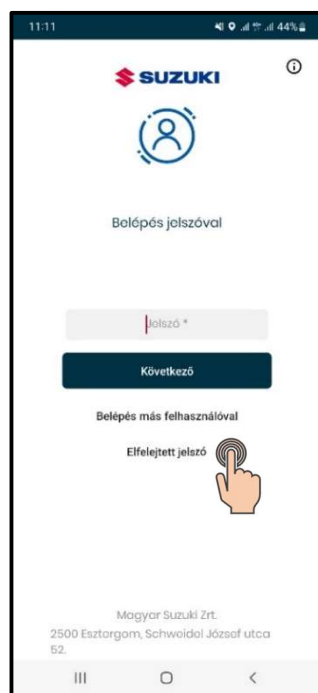 11:11
44%
SUZUKI
Belépés jelszóval
Jelszó *
Következő
Belépés más felhasználóval
Elfelejtett jelszó
Magyar Suzuki Zrt.
2500 Esztergom, Schweidel József utca
52.